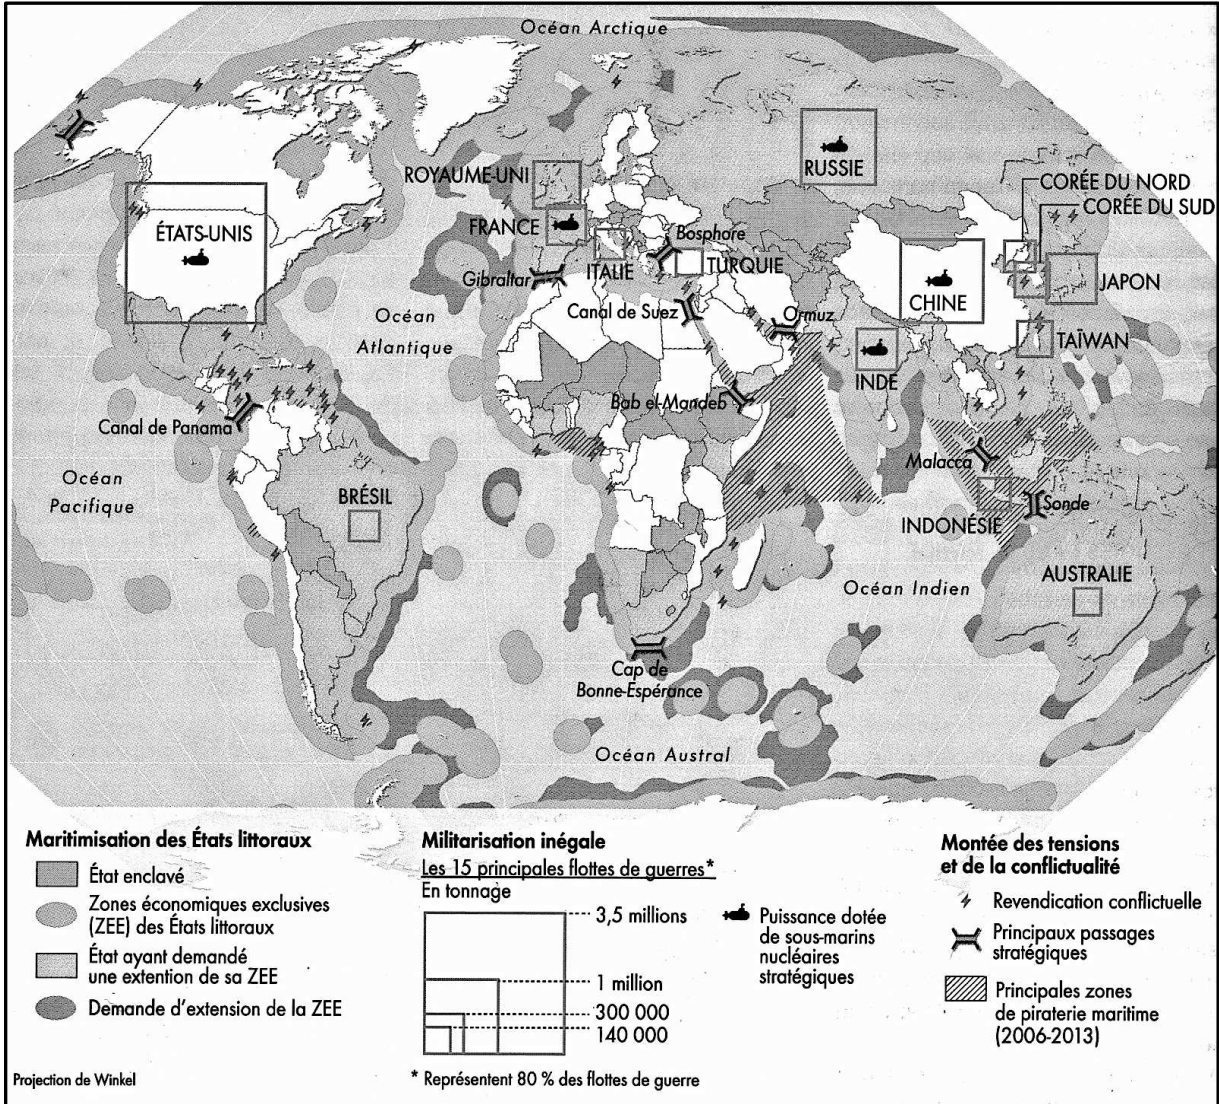 Océan Arctique
ROYAUME-UNI
RUSSIE
CORÉE DU NORD
CORÉE DU SUD
ÉTATS-UNIS
FRANCE
Bosphore
ITALIE
TURQUIE
Gibraltar
CHINE
JAPON
Océan
Atlantique
Canal de Suez
Ormuz
TAÏWAN
INDE
Bab el-Mandeb
Canal de Panama
Malacca
Océan
Pacifique
BRÉSIL
INDONÉSIE
Sonde
AUSTRALIE
Océan Indien
Cap de
Bonne-Espérance
Océan Austral
Maritimisation des États littoraux
État enclavé
Zones économiques exclusives
(ZEE) des États littoraux
État ayant demandé
une extention de sa ZEE
Demande d'extension de la ZEE
Projection de Winkel
Militarisation inégale
Les 15 principales flottes de guerres*
En tonnage
3,5 millions
1 million
300 000
140 000
* Représentent 80 % des flottes de guerre
Puissance dotée
de sous-marins
nucléaires
stratégiques
Montée des tensions
et de la conflictualité
Revendication conflictuelle
Principaux passages
stratégiques
Principales zones
de piraterie maritime
(2006-2013)